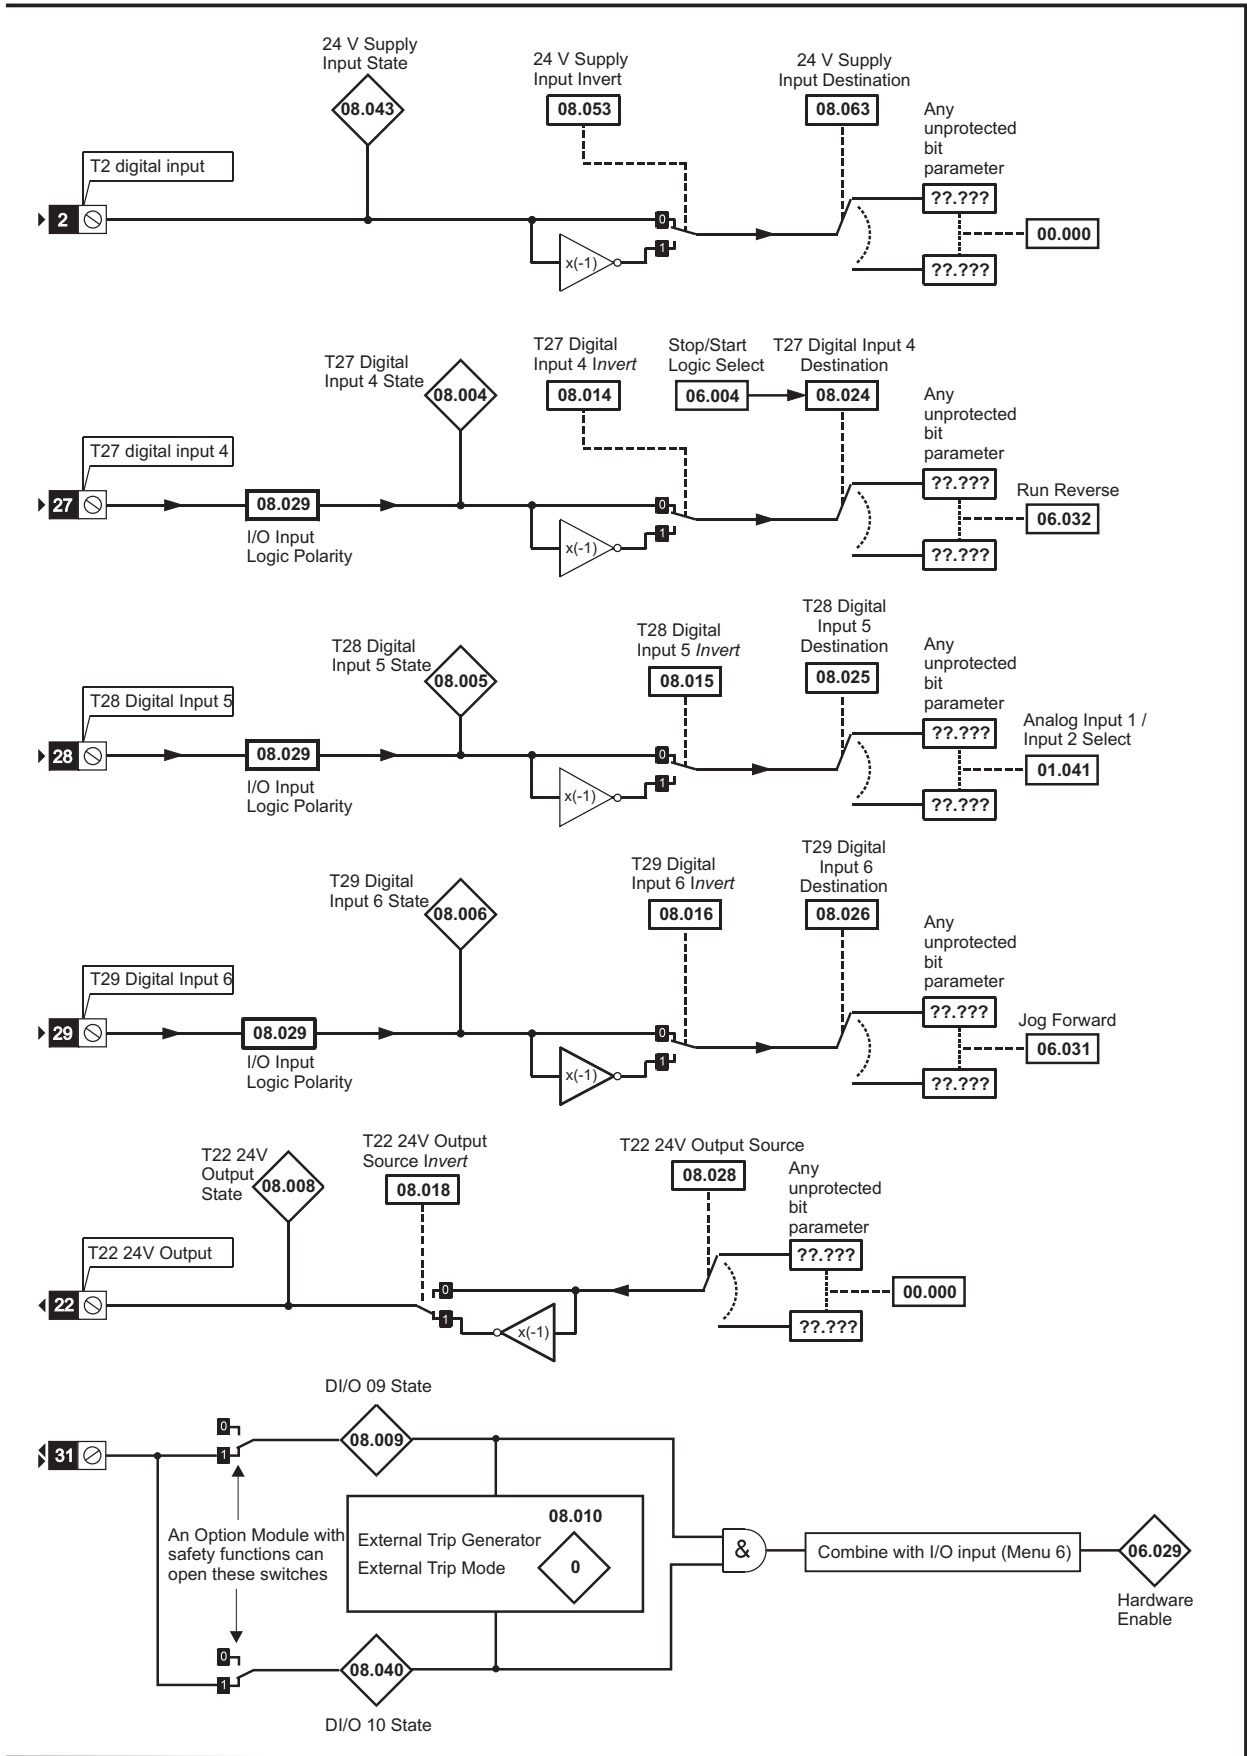 24 V Supply
Input State
08.043
24 V Supply
Input Invert
08.053
24 V Supply
Input Destination
08.063
Any
unprotected
bit
parameter
??.???
??.???
00.000
T2 digital input
2
0
1
x(-1)
T27 Digital
Input 4 State
08.004
T27 Digital
Input 4 Invert
08.014
Stop/Start
Logic Select
06.004
T27 Digital Input 4
Destination
08.024
Any
unprotected
bit
parameter
??.???
??.???
Run Reverse
06.032
T27 digital input 4
27
08.029
I/O Input
Logic Polarity
0
1
x(-1)
T28 Digital
Input 5 State
08.005
T28 Digital
Input 5 Invert
08.015
T28 Digital
Input 5
Destination
08.025
Any
unprotected
bit
parameter
??.???
??.???
Analog Input 1 /
Input 2 Select
01.041
T28 Digital Input 5
28
08.029
I/O Input
Logic Polarity
0
1
x(-1)
T29 Digital
Input 6 State
08.006
T29 Digital
Input 6 Invert
08.016
T29 Digital
Input 6
Destination
08.026
Any
unprotected
bit
parameter
??.???
??.???
Jog Forward
06.031
T29 Digital Input 6
29
08.029
I/O Input
Logic Polarity
0
1
x(-1)
T22 24V
Output
State
08.008
T22 24V Output
Source Invert
08.018
T22 24V Output Source
08.028
Any
unprotected
bit
parameter
??.???
??.???
00.000
T22 24V Output
22
0
1
x(-1)
DI/O 09 State
31
0
1
08.009
An Option Module with
safety functions can
open these switches
08.010
External Trip Generator
External Trip Mode
0
&
Combine with I/O input (Menu 6)
06.029
Hardware
Enable
0
1
08.040
DI/O 10 State